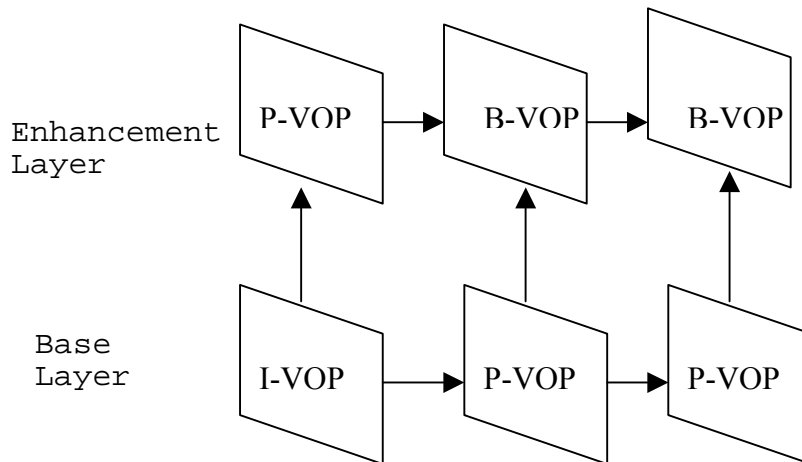 P-VOP
B-VOP
B-VOP
Enhancement
Layer
Base
Layer
I-VOP
P-VOP
P-VOP